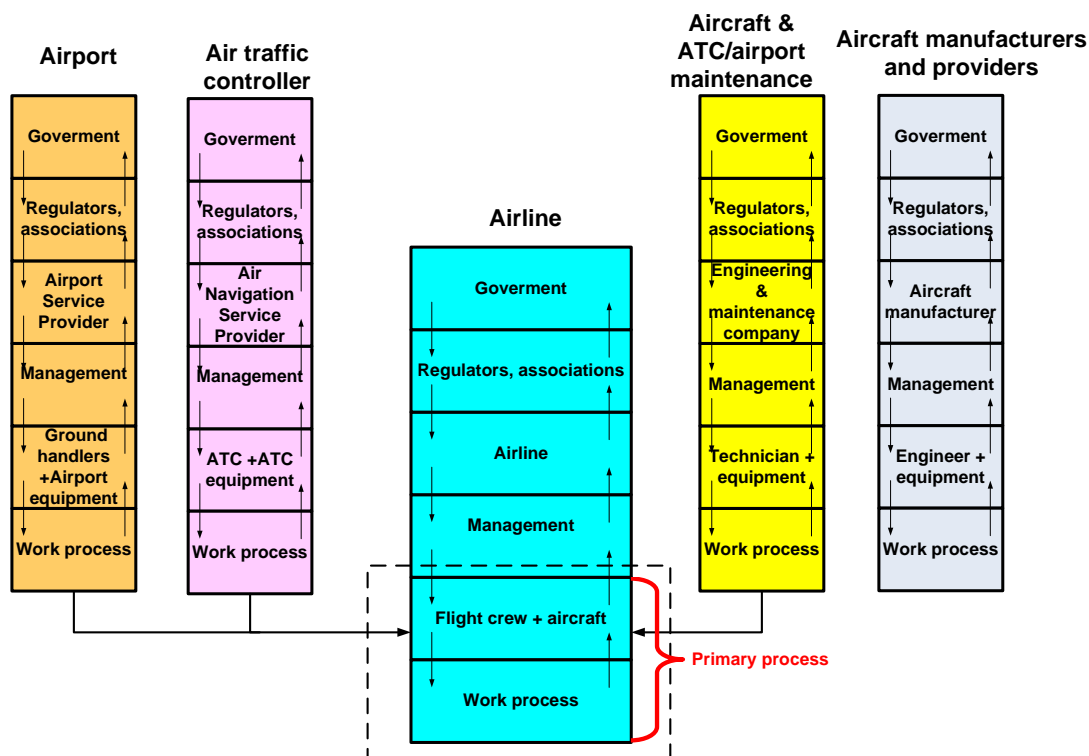 Airport
Goverment
Regulators,
associations
Airport
Service
Provider
Management
Ground
handlers
+Airport
equipment
Work process
Air traffic
controller
Goverment
Regulators,
associations
Air
Navigation
Service
Provider
Management
ATC +ATC
equipment
Work process
Airline
Goverment
Regulators, associations
Airline
Management
Flight crew + aircraft
Work process
Primary process
Aircraft &
ATC/airport
maintenance
Goverment
Regulators,
associations
Engineering
&
maintenance
company
Management
Technician +
equipment
Work process
Aircraft manufacturers
and providers
Goverment
Regulators,
associations
Aircraft
manufacturer
Management
Engineer +
equipment
Work process